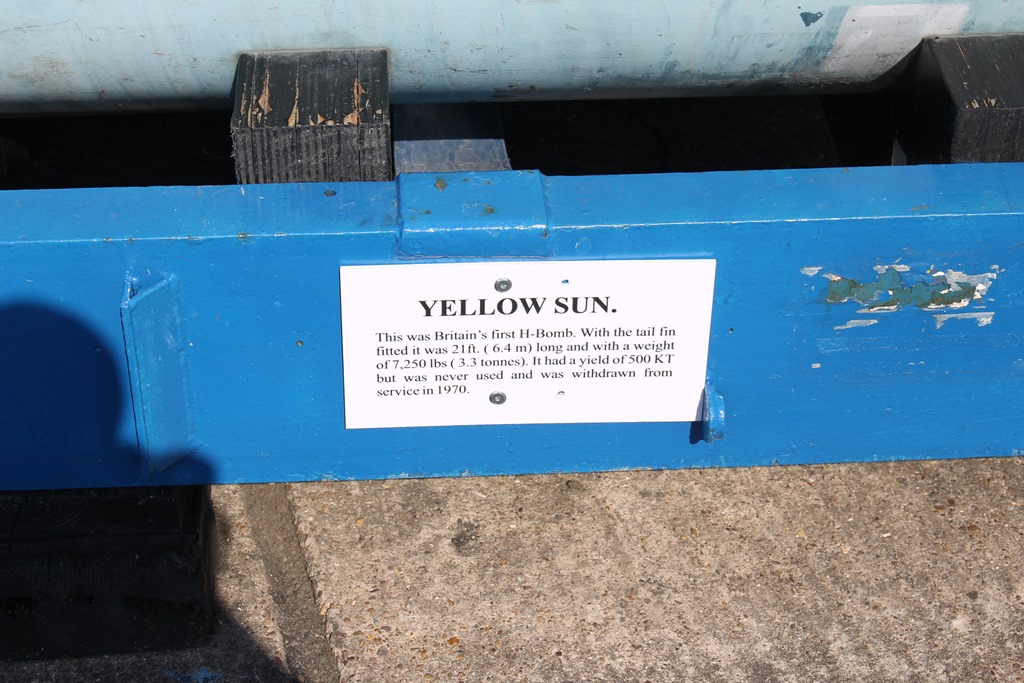 YELLOW SUN.
This was Britain's first H-Bomb. With the tail fin
fitted it was 21ft. ( 6.4 m) long and with a weight
of 7,250 lbs ( 3.3 tonnes). It had a yield of 500 KT
but was never used and was withdrawn from
service in 1970.